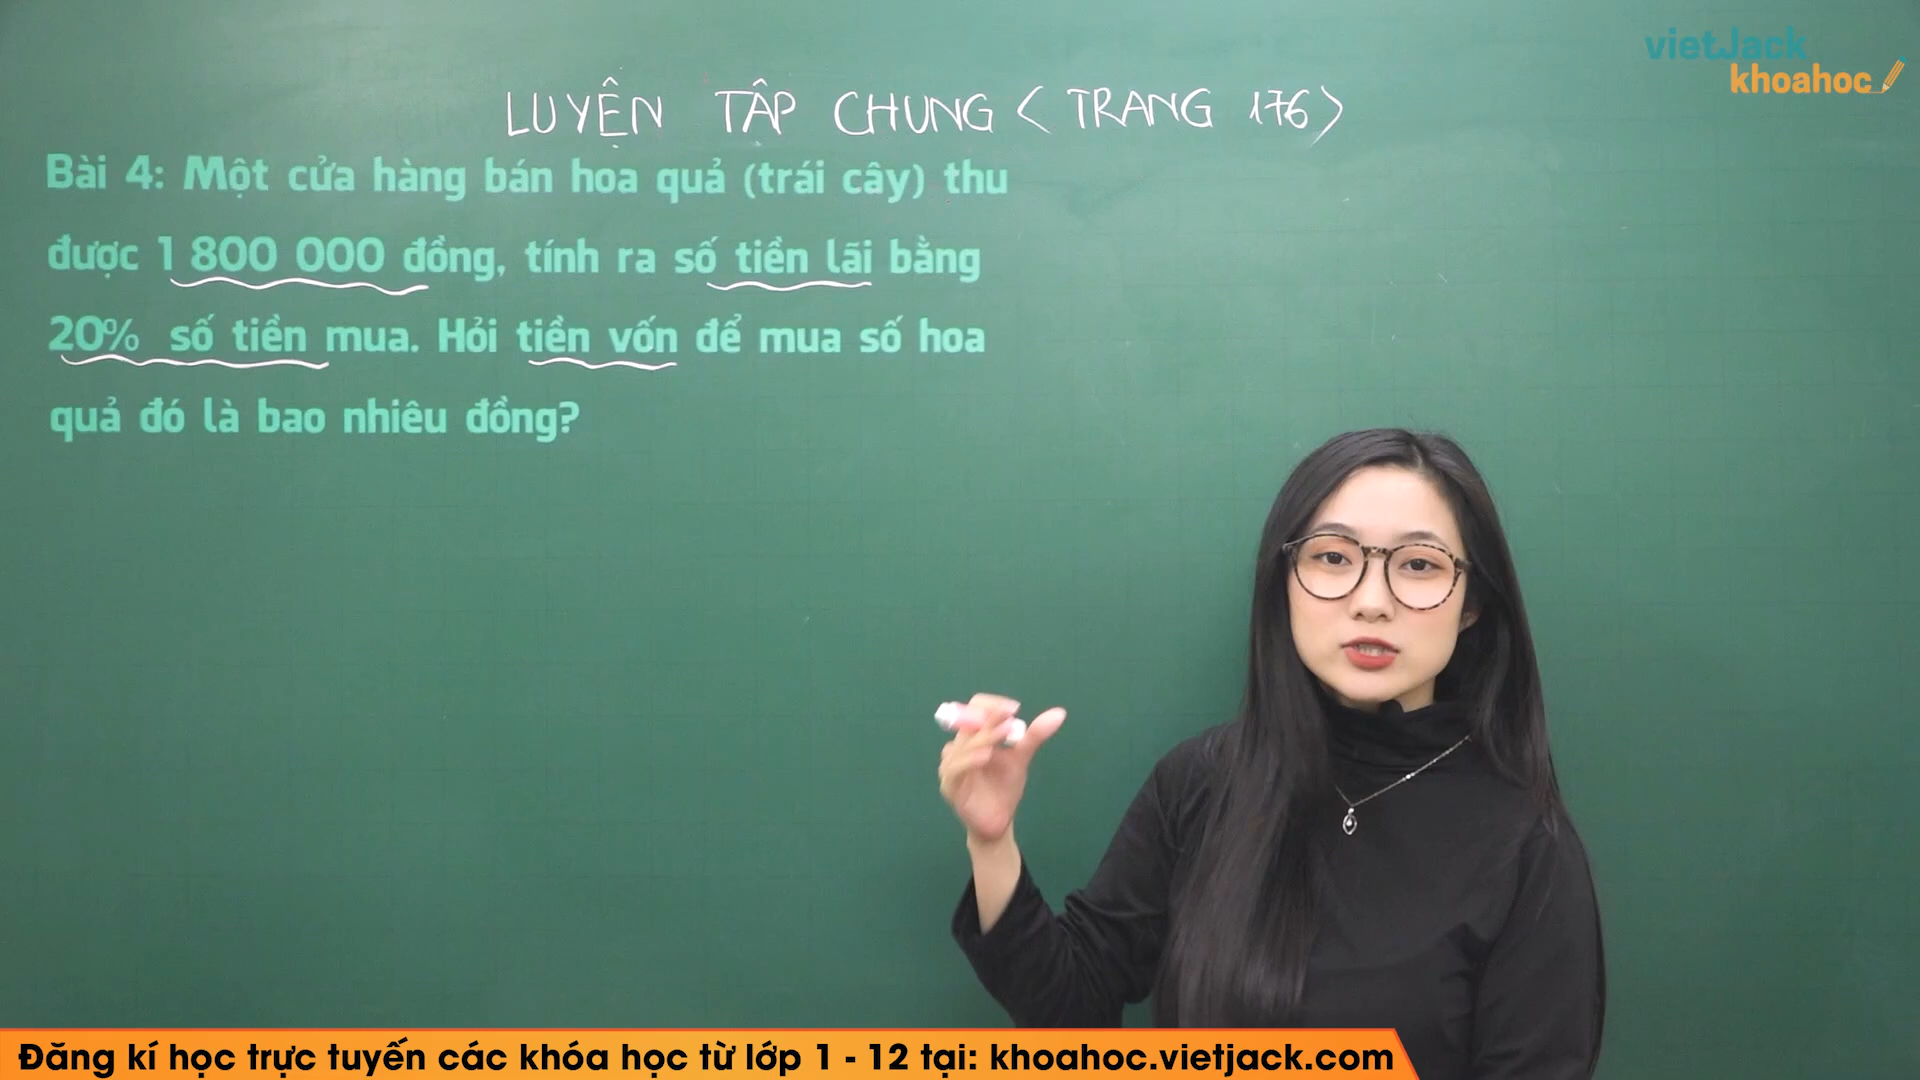 vietJack
khoahoc
LUYỆN TẬP CHUNG < TRANG 176 >
Bài 4: Một cửa hàng bán hoa quả (trái cây) thu
được 1 800 000 đồng, tính ra số tiền lãi bằng
20% số tiền mua. Hỏi tiền vốn để mua số hoa
quả đó là bao nhiêu đồng?
Đăng kí học trực tuyến các khóa học từ lớp 1 - 12 tại: khoahoc.vietjack.com